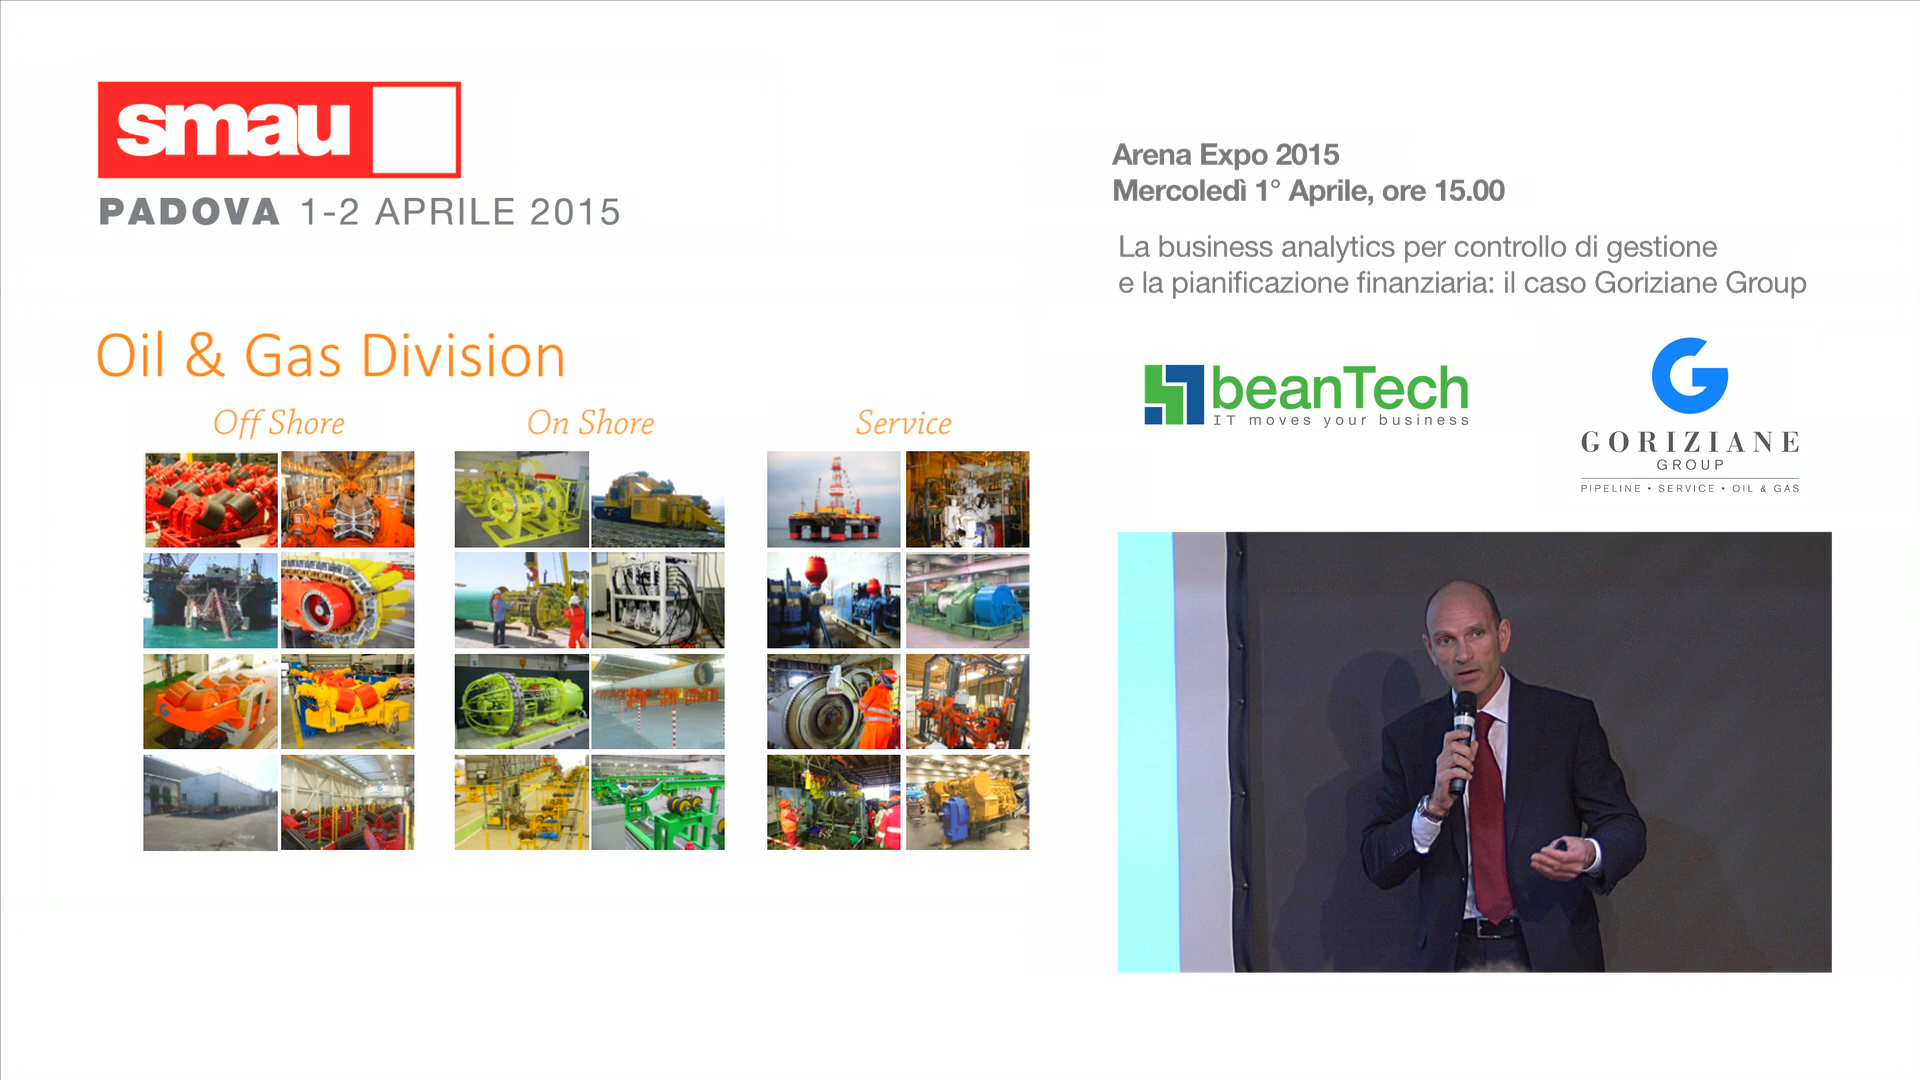 smau
PADOVA 1-2 APRILE 2015
Arena Expo 2015
Mercoledì 1° Aprile, ore 15.00
La business analytics per controllo di gestione
e la pianificazione finanziaria: il caso Goriziane Group
beanTech
IT moves your business
GORIZIANE
GROUP
PIPELINE • SERVICE • OIL & GAS
Oil & Gas Division
Off Shore
On Shore
Service